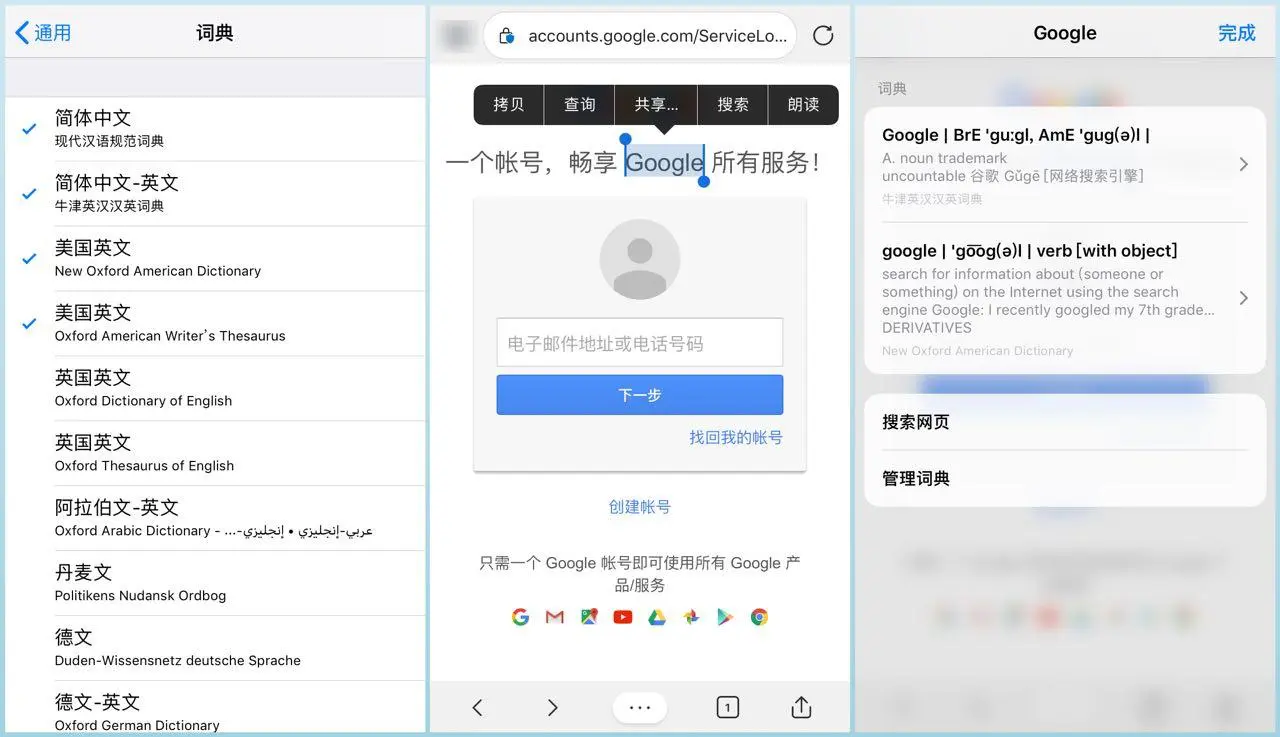 通用
词典
简体中文
现代汉语规范词典
简体中文-英文
牛津英汉汉英词典
美国英文
New Oxford American Dictionary
美国英文
Oxford American Writer's Thesaurus
英国英文
Oxford Dictionary of English
英国英文
Oxford Thesaurus of English
阿拉伯文-英文
Oxford Arabic Dictionary - عربي-إنجليزي • إنجليزي-...
丹麦文
Politikens Nudansk Ordbog
德文
Duden-Wissensnetz deutsche Sprache
德文-英文
Oxford German Dictionary
accounts.google.com/ServiceLo...
拷贝 查询 共享... 搜索 朗读
一个帐号，畅享 Google 所有服务！
电子邮件地址或电话号码
下一步
找回我的帐号
创建帐号
只需一个 Google 帐号即可使用所有 Google 产
品/服务
1
Google
完成
词典
Google | BrE 'guːgl, AmE 'gug(ə)l |
A. noun trademark
uncountable 谷歌 Gǔgē [网络搜索引擎]
牛津英汉汉英词典
google | 'go͞og(ə)l | verb [with object]
search for information about (someone or
something) on the Internet using the search
engine Google: I recently googled my 7th grade...
DERIVATIVES
New Oxford American Dictionary
搜索网页
管理词典